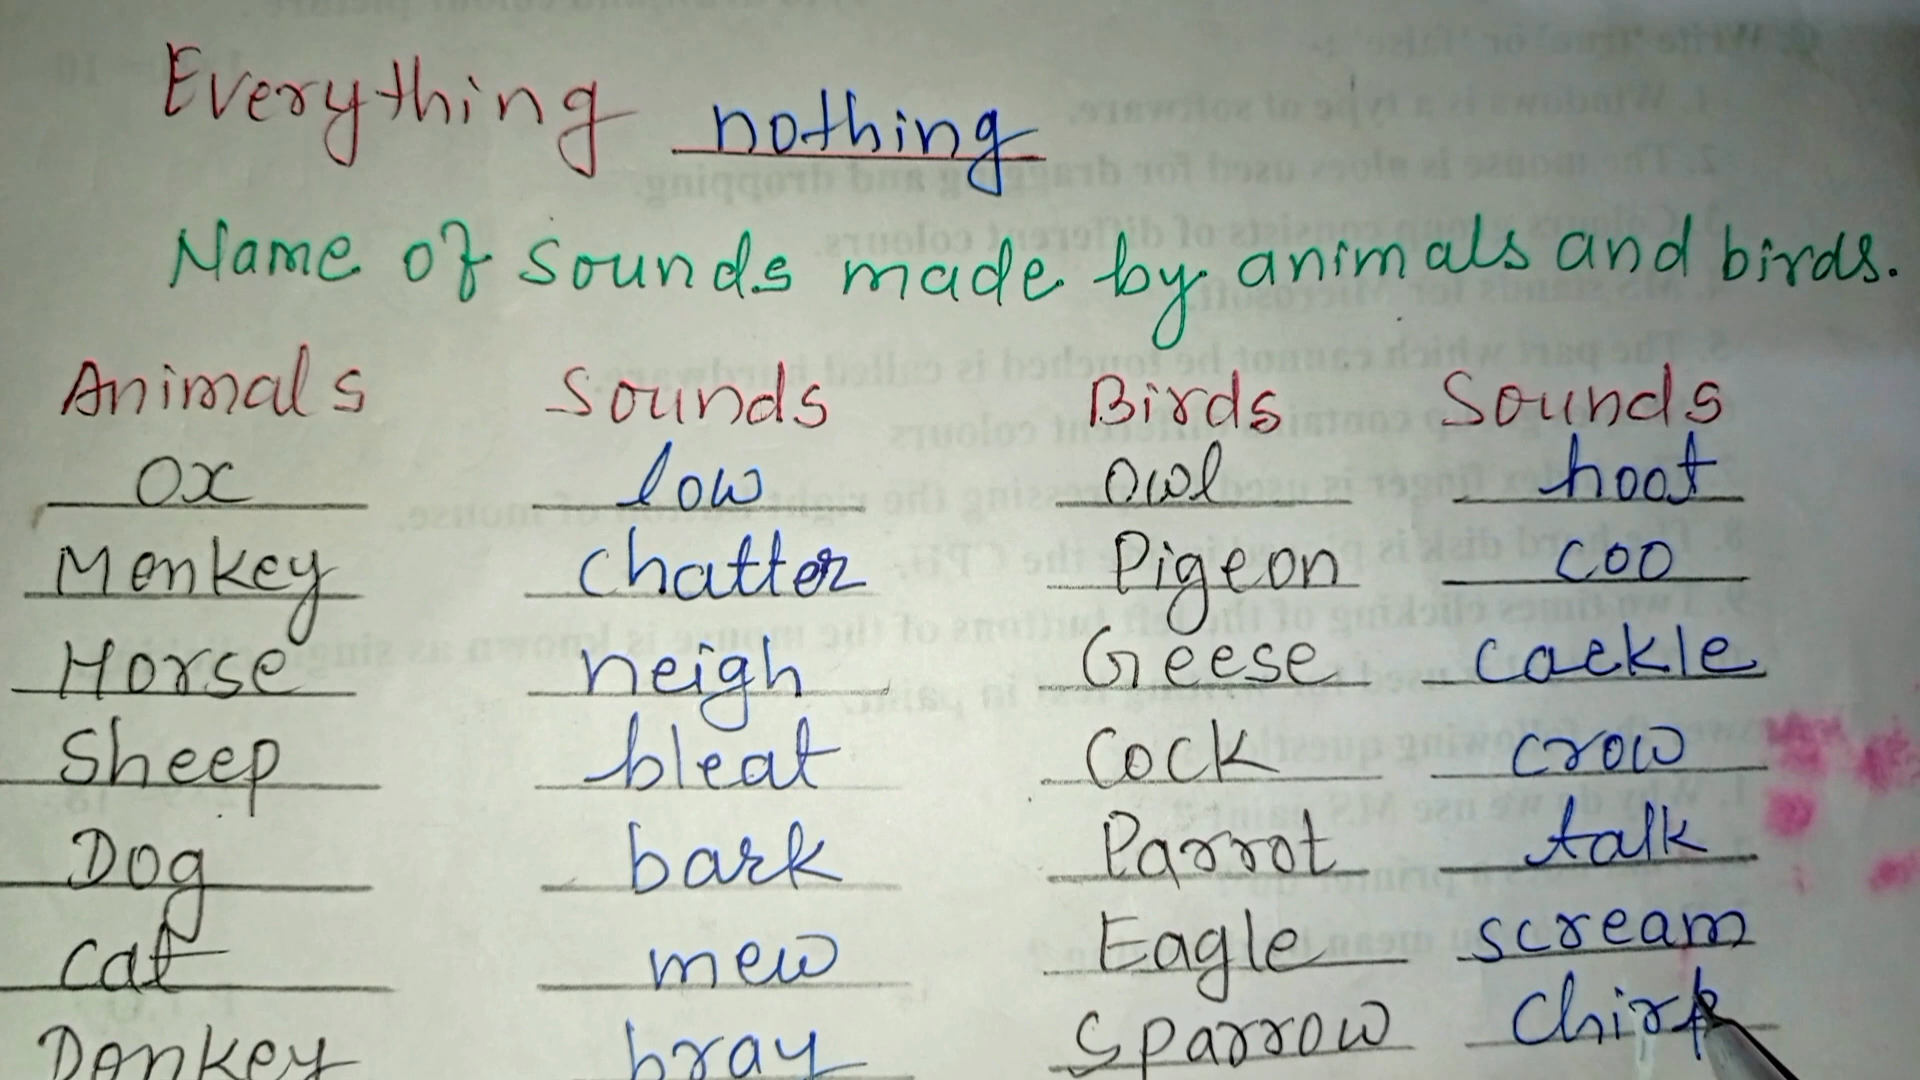 Everything nothing
Name of sounds made by animals and birds.
Animals Sounds Birds Sounds
Ox low Owl hoot
Monkey chatter Pigeon coo
Horse neigh Geese cackle
Sheep bleat Cock crow
Dog bark Parrot talk
Cat mew Eagle scream
Donkey bray Sparrow Chirp